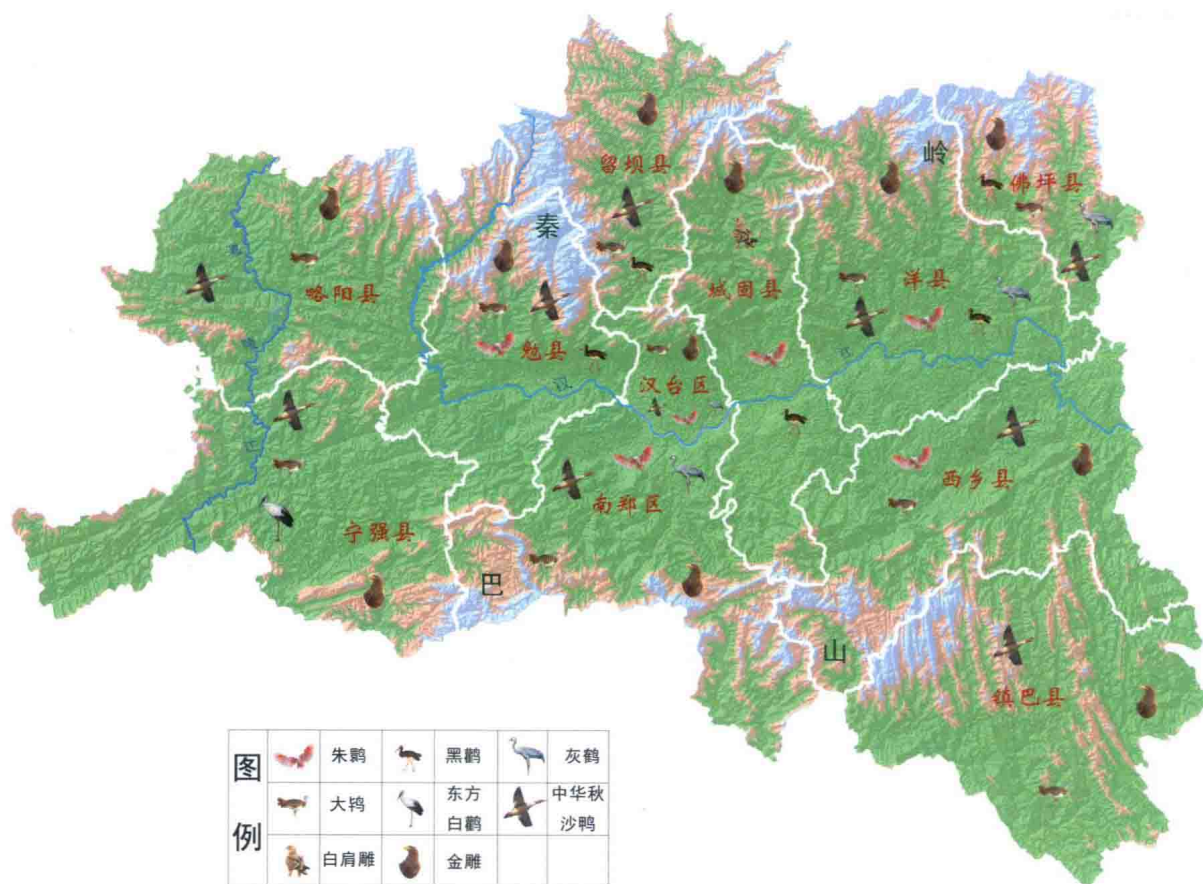 岭
留坝县
佛坪县
秦
略阳县
城固县
洋县
勉县
汉台区
汉
江
西乡县
南郑区
宁强县
巴
山
镇巴县
图例
朱鹮
黑鹳
灰鹤
大鸨
东方
白鹳
中华秋
沙鸭
白肩雕
金雕